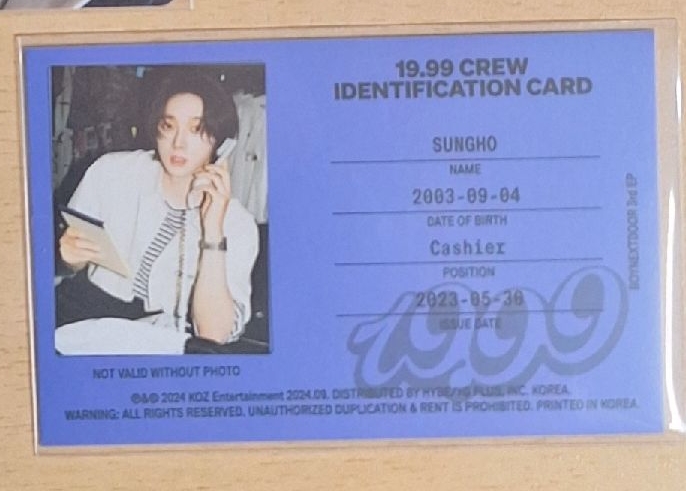 19.99 CREW
IDENTIFICATION CARD
SUNGHO
NAME
2003-09-04
DATE OF BIRTH
Cashier
POSITION
2023-05-30
ISSUE DATE
1999
BOYNEXTDOOR 3rd EP
NOT VALID WITHOUT PHOTO
℗&© 2024 KOZ Entertainment 2024.09. DISTRIBUTED BY YG PLUS, INC. KOREA.
WARNING: ALL RIGHTS RESERVED. UNAUTHORIZED DUPLICATION & RENT IS PROHIBITED. PRINTED IN KOREA.